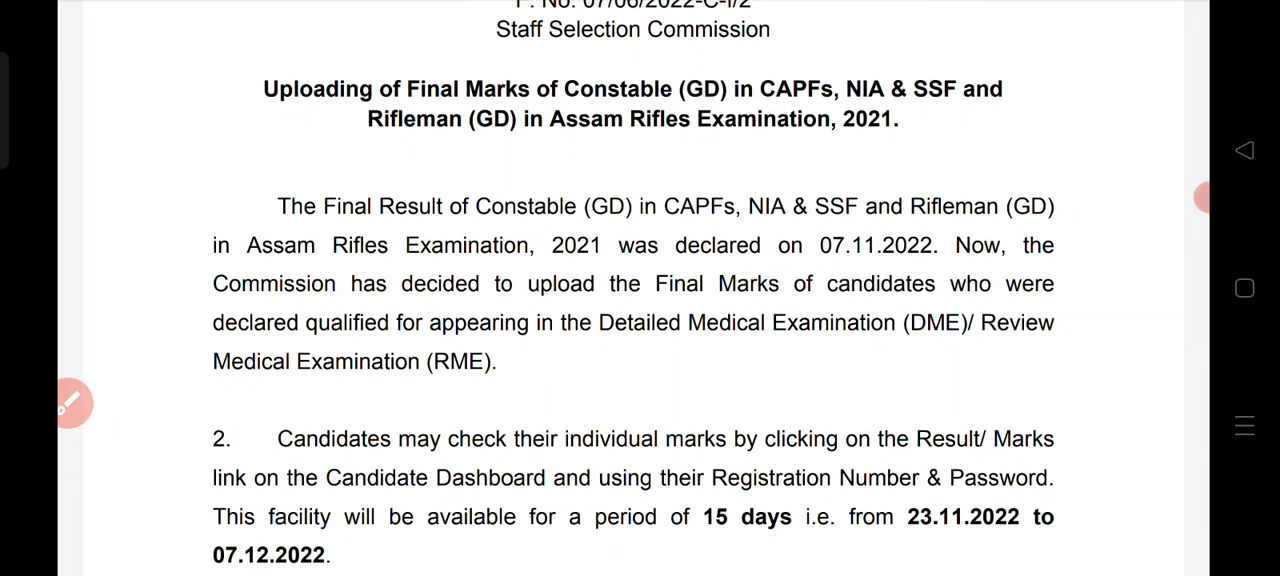 F. No. 07/06/2022-C-I/2
Staff Selection Commission
Uploading of Final Marks of Constable (GD) in CAPFs, NIA & SSF and
Rifleman (GD) in Assam Rifles Examination, 2021.
The Final Result of Constable (GD) in CAPFs, NIA & SSF and Rifleman (GD)
in Assam Rifles Examination, 2021 was declared on 07.11.2022. Now, the
Commission has decided to upload the Final Marks of candidates who were
declared qualified for appearing in the Detailed Medical Examination (DME)/ Review
Medical Examination (RME).
2. Candidates may check their individual marks by clicking on the Result/ Marks
link on the Candidate Dashboard and using their Registration Number & Password.
This facility will be available for a period of 15 days i.e. from 23.11.2022 to
07.12.2022.